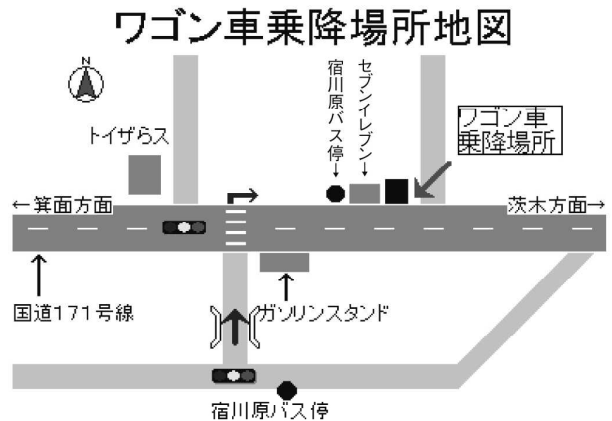 ワゴン車乗降場所地図
N
トイザらス
宿川原バス停→
セブンイレブン→
ワゴン車
乗降場所
←箕面方面
茨木方面→
国道171号線
ガソリンスタンド
宿川原バス停